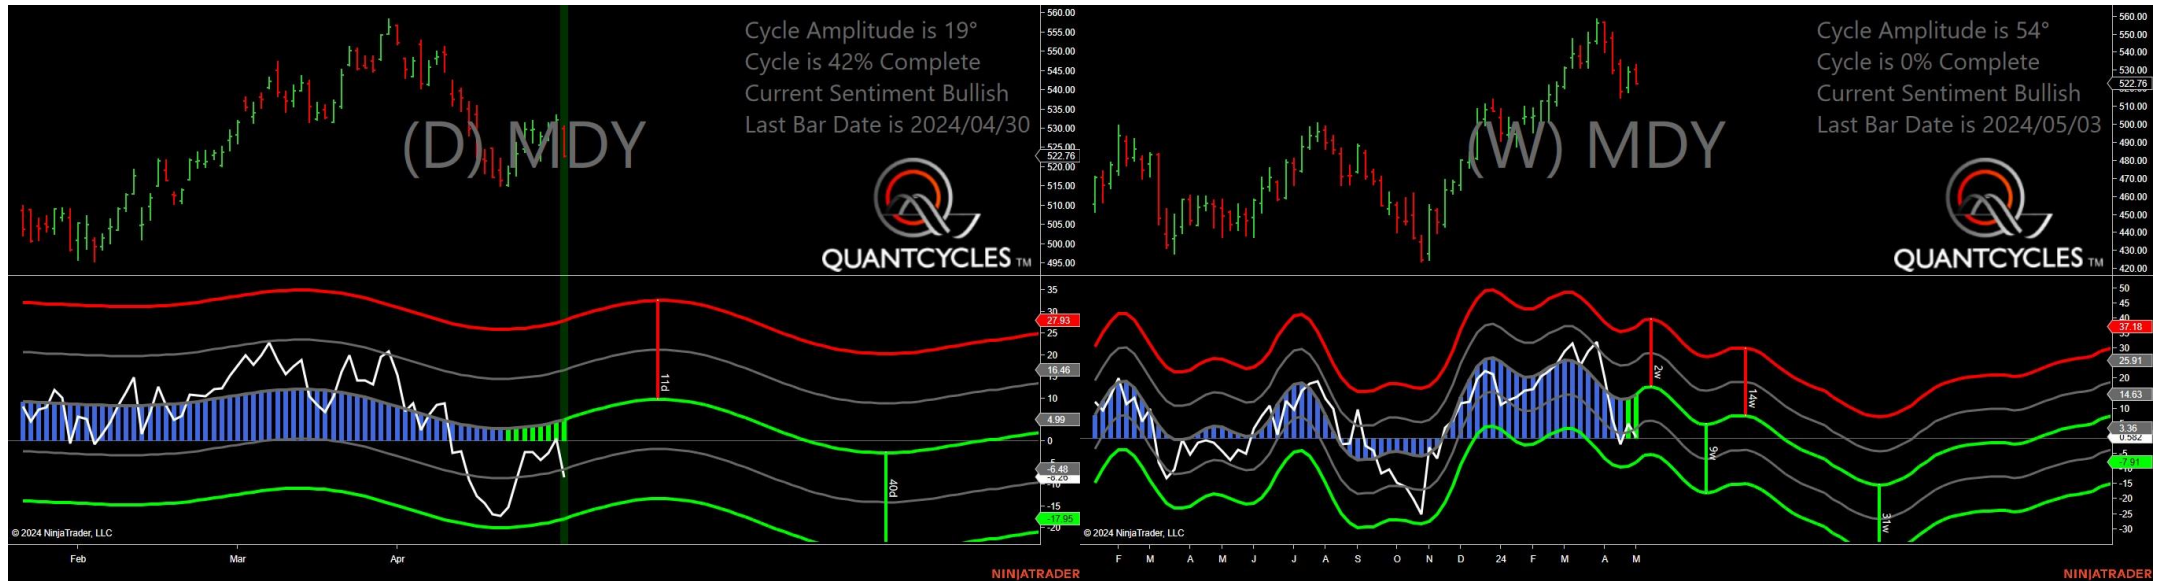 Cycle Amplitude is 19°
Cycle is 42% Complete
Current Sentiment Bullish
Last Bar Date is 2024/04/30
(D) MDY
QUANTCYCLES TM
560.00
555.00
550.00
545.00
540.00
535.00
530.00
525.00
522.76
520.00
515.00
510.00
505.00
500.00
495.00
35
30
27.93
25
20
16.46
10
4.99
0
-6.48
-8.26
-10
-15
-17.95
-20
11d
40d
© 2024 NinjaTrader, LLC
Feb Mar Apr
NINJATRADER
Cycle Amplitude is 54°
Cycle is 0% Complete
Current Sentiment Bullish
Last Bar Date is 2024/05/03
(W) MDY
QUANTCYCLES TM
560.00
550.00
540.00
530.00
522.76
510.00
500.00
490.00
480.00
470.00
460.00
450.00
440.00
430.00
420.00
50
45
40
37.18
30
25.91
20
14.63
10
3.36
0.582
-5
-7.91
-15
-20
-25
-30
2w
14w
9w
31w
© 2024 NinjaTrader, LLC
F M A M J J A S O N D 24 F M A M
NINJATRADER